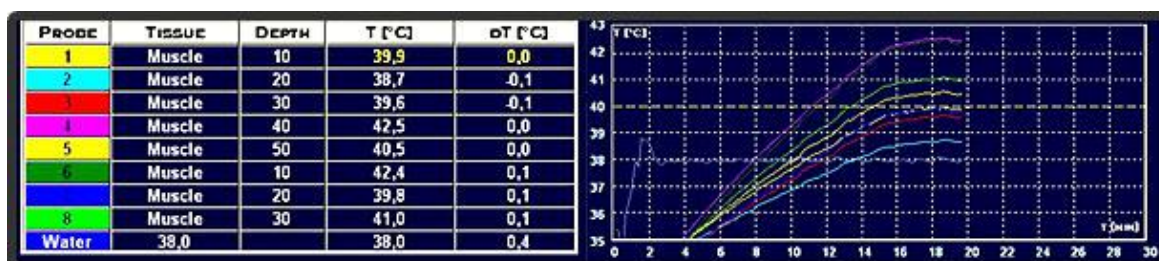 PROBE TISSUE DEPTH T [°C] DT [°C]
1 Muscle 10 39,9 0,0
2 Muscle 20 38,7 -0,1
3 Muscle 30 39,6 -0,1
4 Muscle 40 42,5 0,0
5 Muscle 50 40,5 0,0
6 Muscle 10 42,4 0,1
Muscle 20 39,8 0,1
8 Muscle 30 41,0 0,1
Water 38,0 38,0 0,4
T [°C]
43
42
41
40
39
38
37
36
35
T [MIN]
0 2 4 6 8 10 12 14 16 18 20 22 24 26 28 30